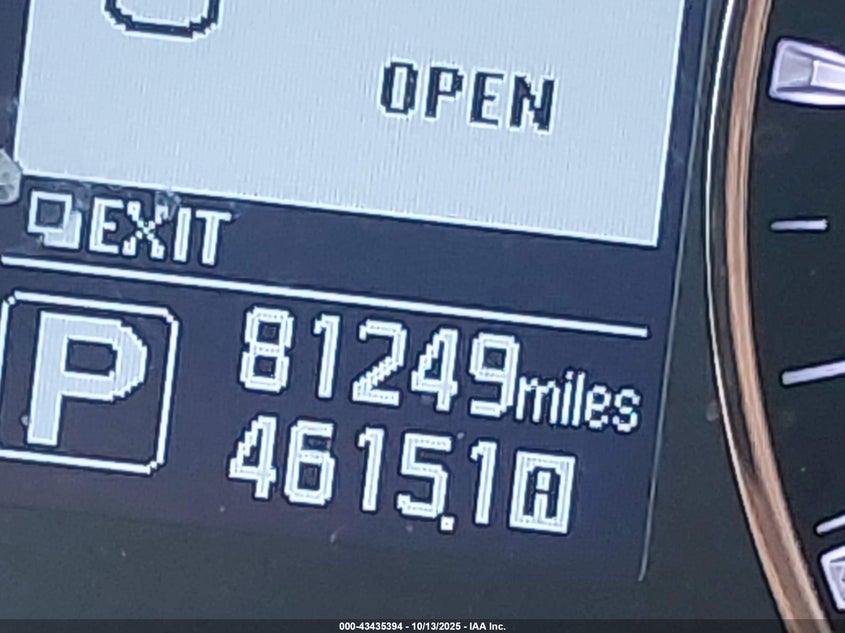 OPEN
EXIT
P
81249miles
4615.1A
000-43435394 - 10/13/2025 - IAA Inc.